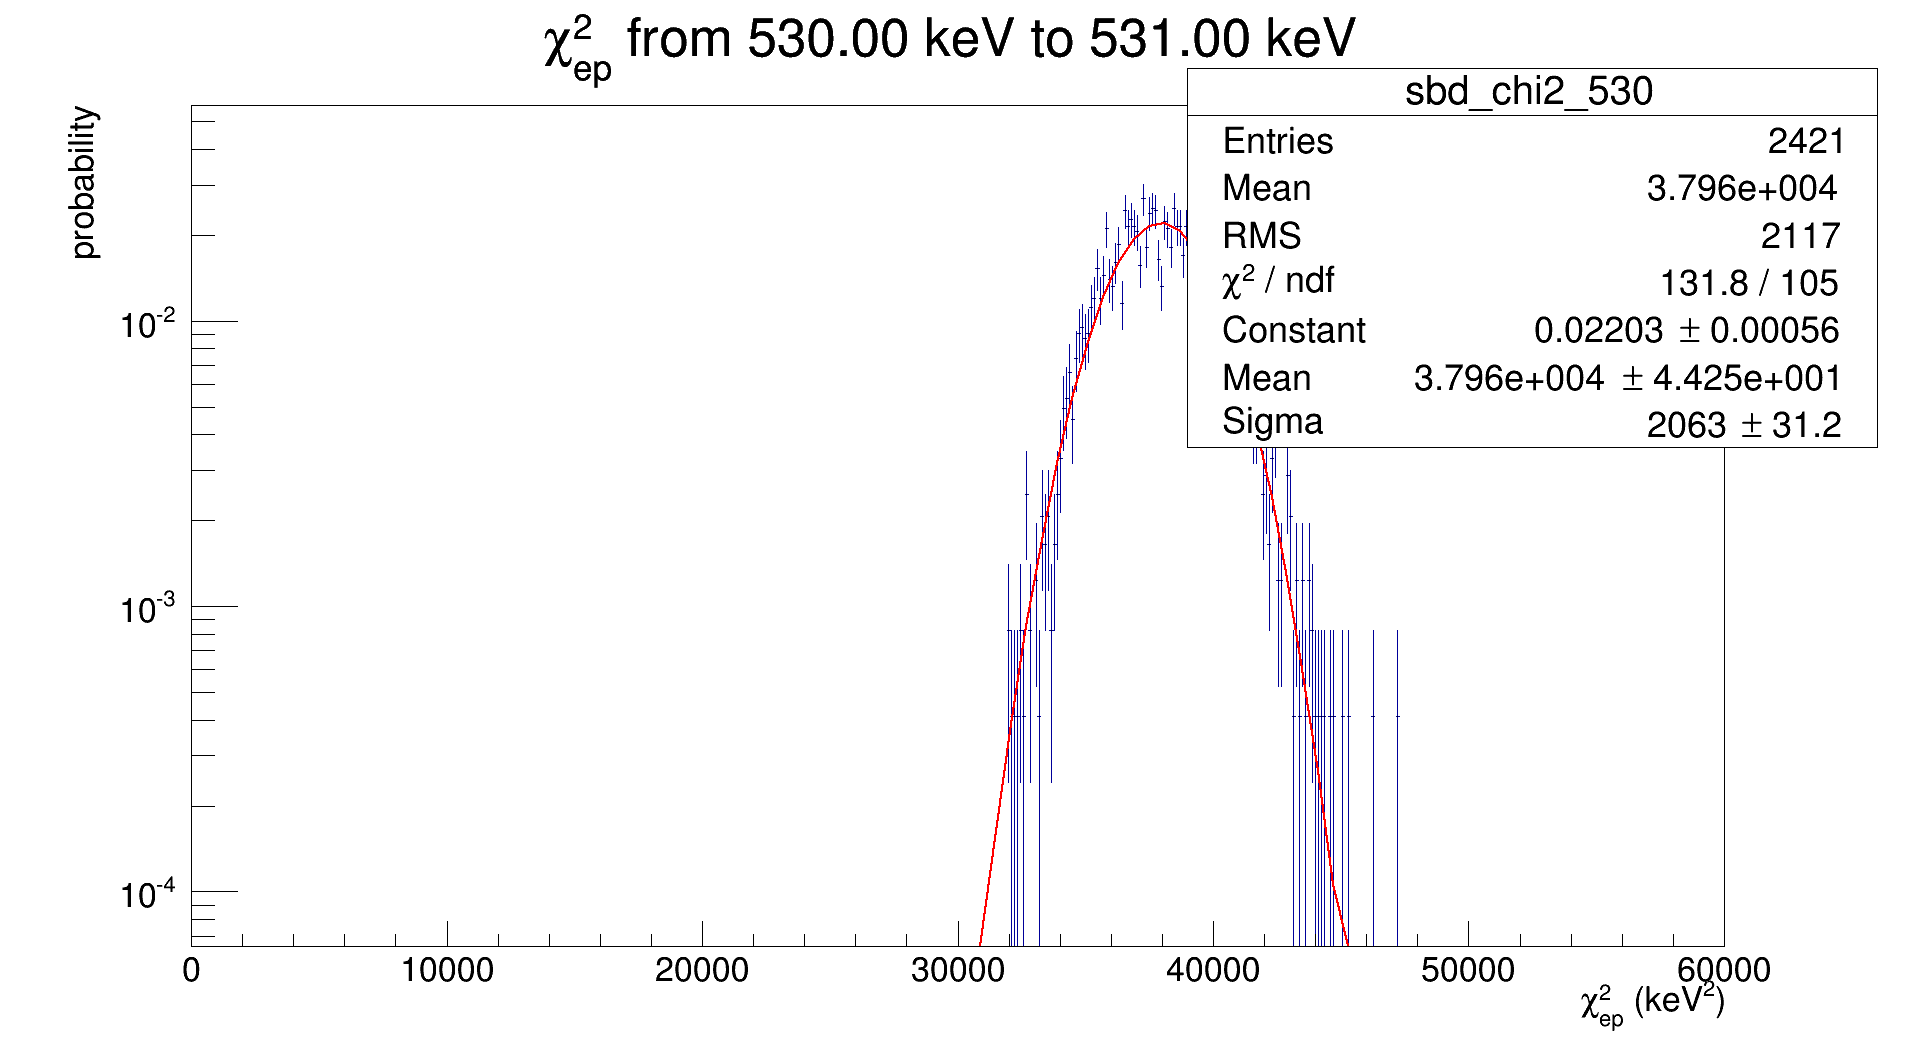 χ²ep from 530.00 keV to 531.00 keV
sbd_chi2_530
Entries 2421
Mean 3.796e+004
RMS 2117
χ² / ndf 131.8 / 105
Constant 0.02203 ± 0.00056
Mean 3.796e+004 ± 4.425e+001
Sigma 2063 ± 31.2
probability
10⁻²
10⁻³
10⁻⁴
0 10000 20000 30000 40000 50000 60000
χ²ep (keV²)